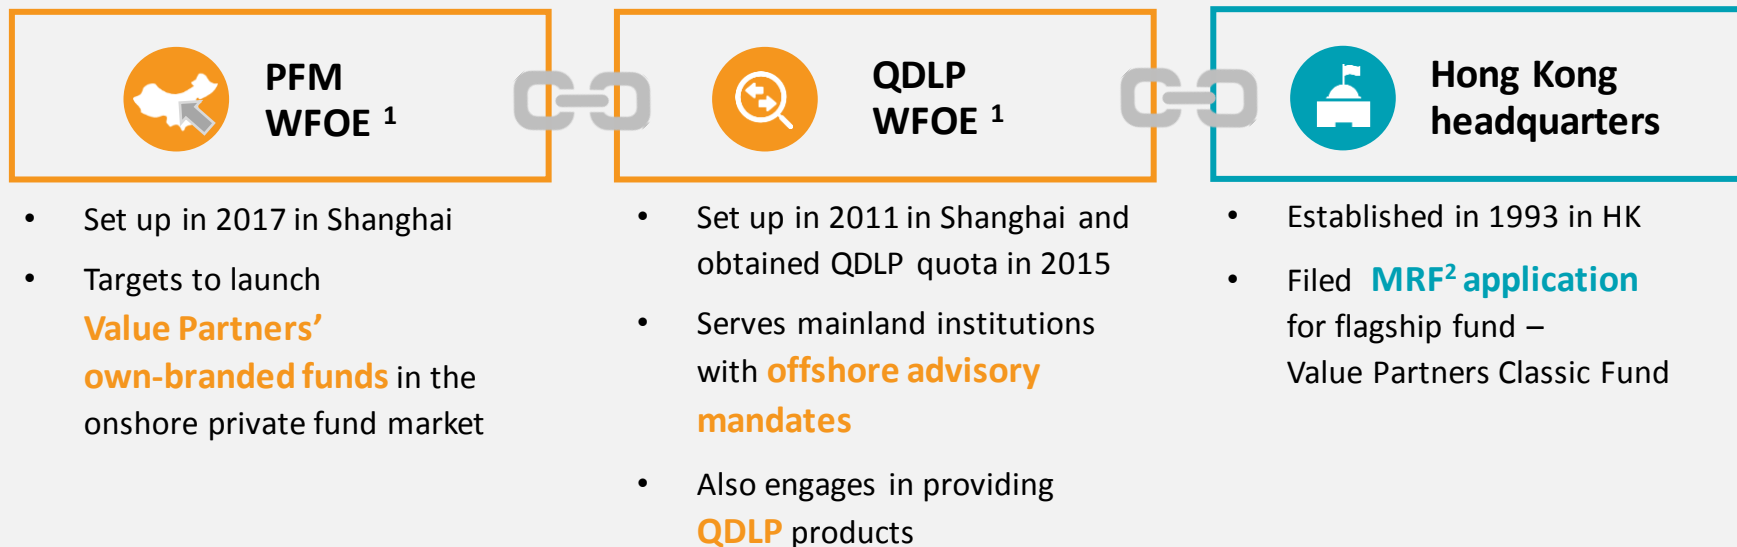 PFM
WFOE 1
• Set up in 2017 in Shanghai
• Targets to launch
Value Partners’
own-branded funds in the
onshore private fund market
QDLP
WFOE 1
• Set up in 2011 in Shanghai and
obtained QDLP quota in 2015
• Serves mainland institutions
with offshore advisory
mandates
• Also engages in providing
QDLP products
Hong Kong
headquarters
• Established in 1993 in HK
• Filed MRF2 application
for flagship fund –
Value Partners Classic Fund